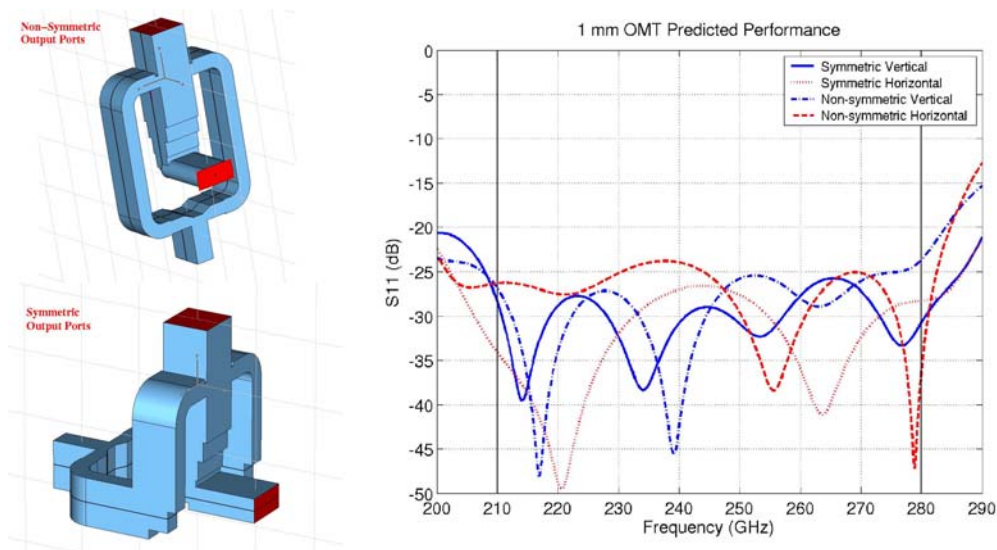 Non-Symmetric
Output Ports
Symmetric
Output Ports
1 mm OMT Predicted Performance
Symmetric Vertical
Symmetric Horizontal
Non-symmetric Vertical
Non-symmetric Horizontal
S11 (dB)
0
-5
-10
-15
-20
-25
-30
-35
-40
-45
-50
200 210 220 230 240 250 260 270 280 290
Frequency (GHz)